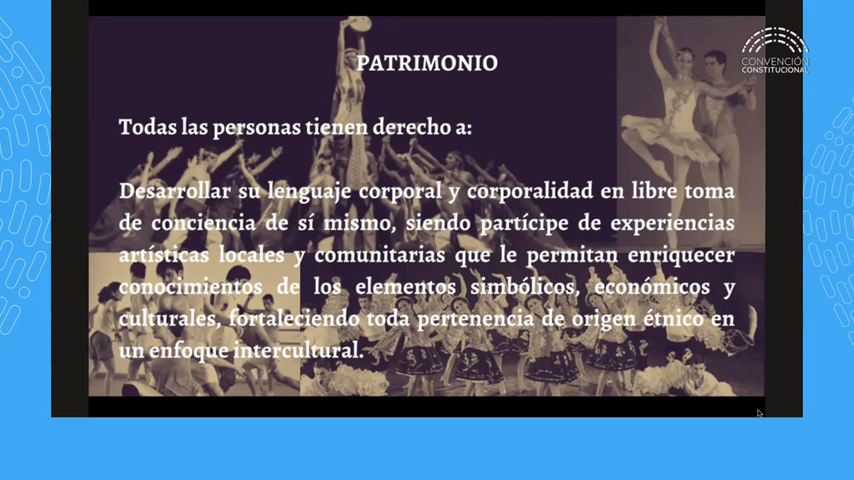 CONVENCIÓN
CONSTITUCIONAL
PATRIMONIO
Todas las personas tienen derecho a:
Desarrollar su lenguaje corporal y corporalidad en libre toma
de conciencia de sí mismo, siendo partícipe de experiencias
artísticas locales y comunitarias que le permitan enriquecer
conocimientos de los elementos simbólicos, económicos y
culturales, fortaleciendo toda pertenencia de origen étnico en
un enfoque intercultural.